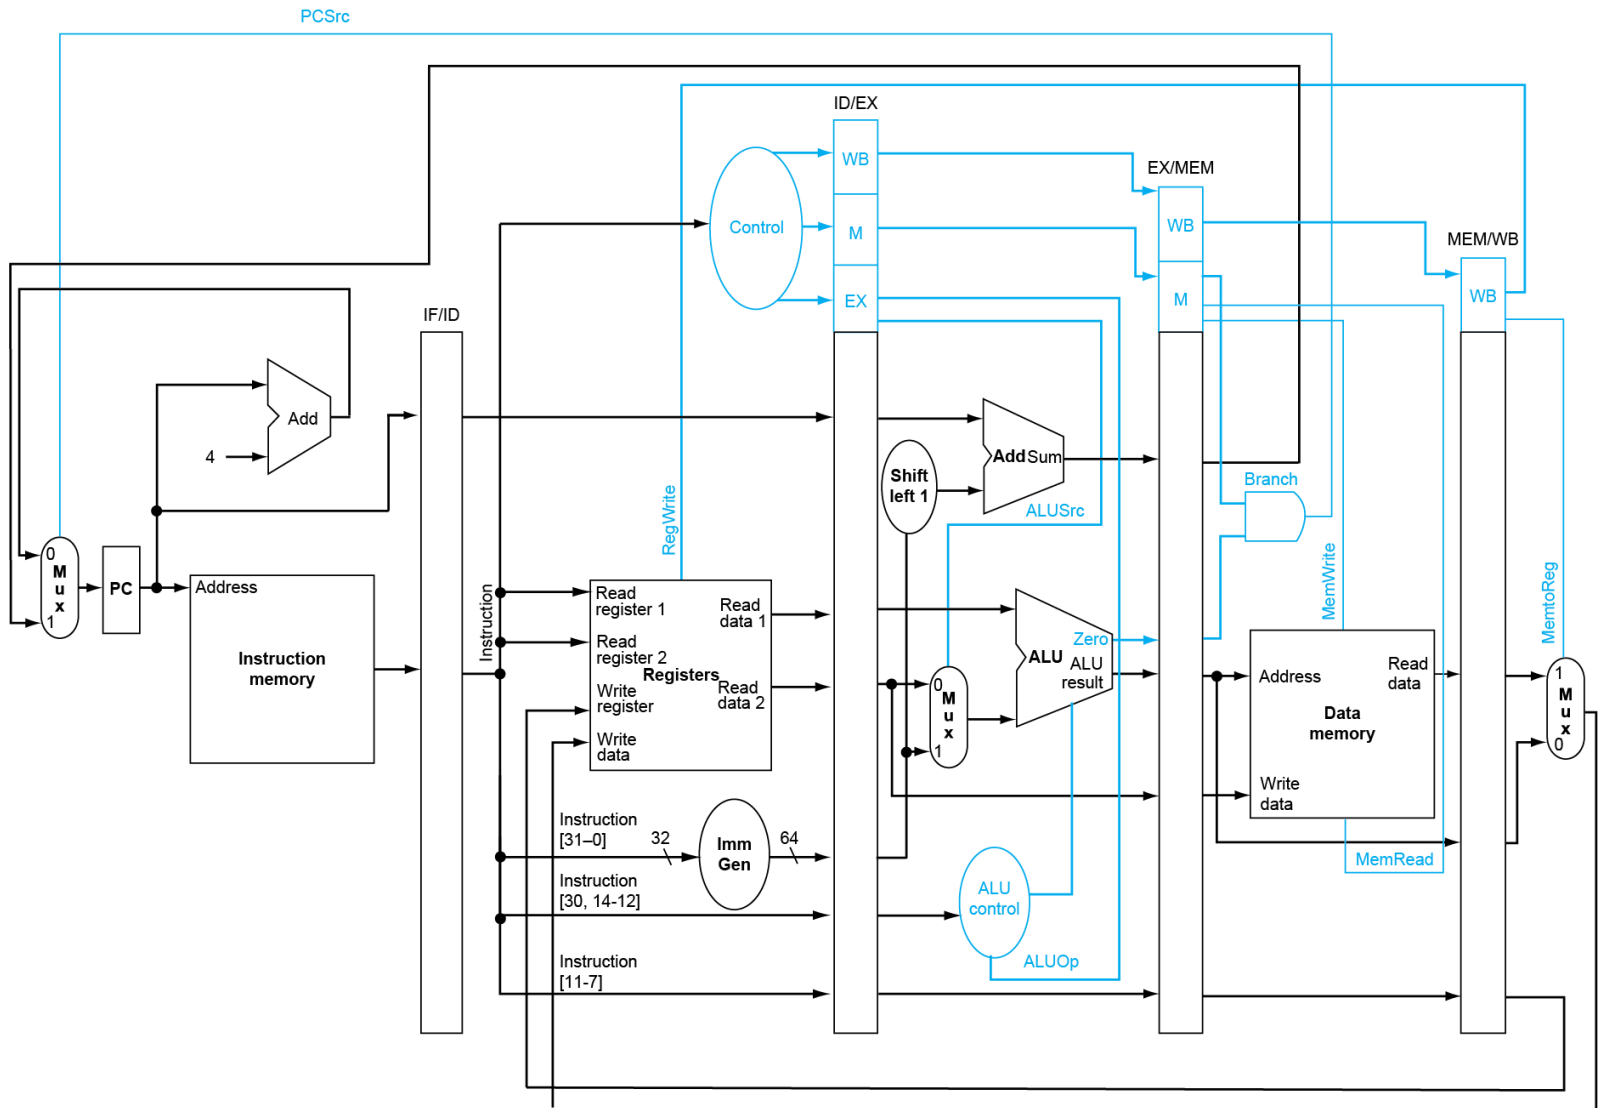 PCSrc
ID/EX
WB
EX/MEM
Control
M
WB
MEM/WB
EX
M
WB
IF/ID
Add
4
Add Sum
Shift
left 1
Branch
ALUSrc
RegWrite
0
M
u
x
1
PC
Address
Instruction
memory
Instruction
Read
register 1
Read
data 1
Read
register 2
Registers
Write
register
Read
data 2
Write
data
0
M
u
x
1
Zero
ALU
ALU
result
MemWrite
Address
Read
data
Data
memory
Write
data
MemtoReg
1
M
u
x
0
Instruction
[31–0]
32
Imm
Gen
64
MemRead
Instruction
[30, 14-12]
ALU
control
ALUOp
Instruction
[11-7]